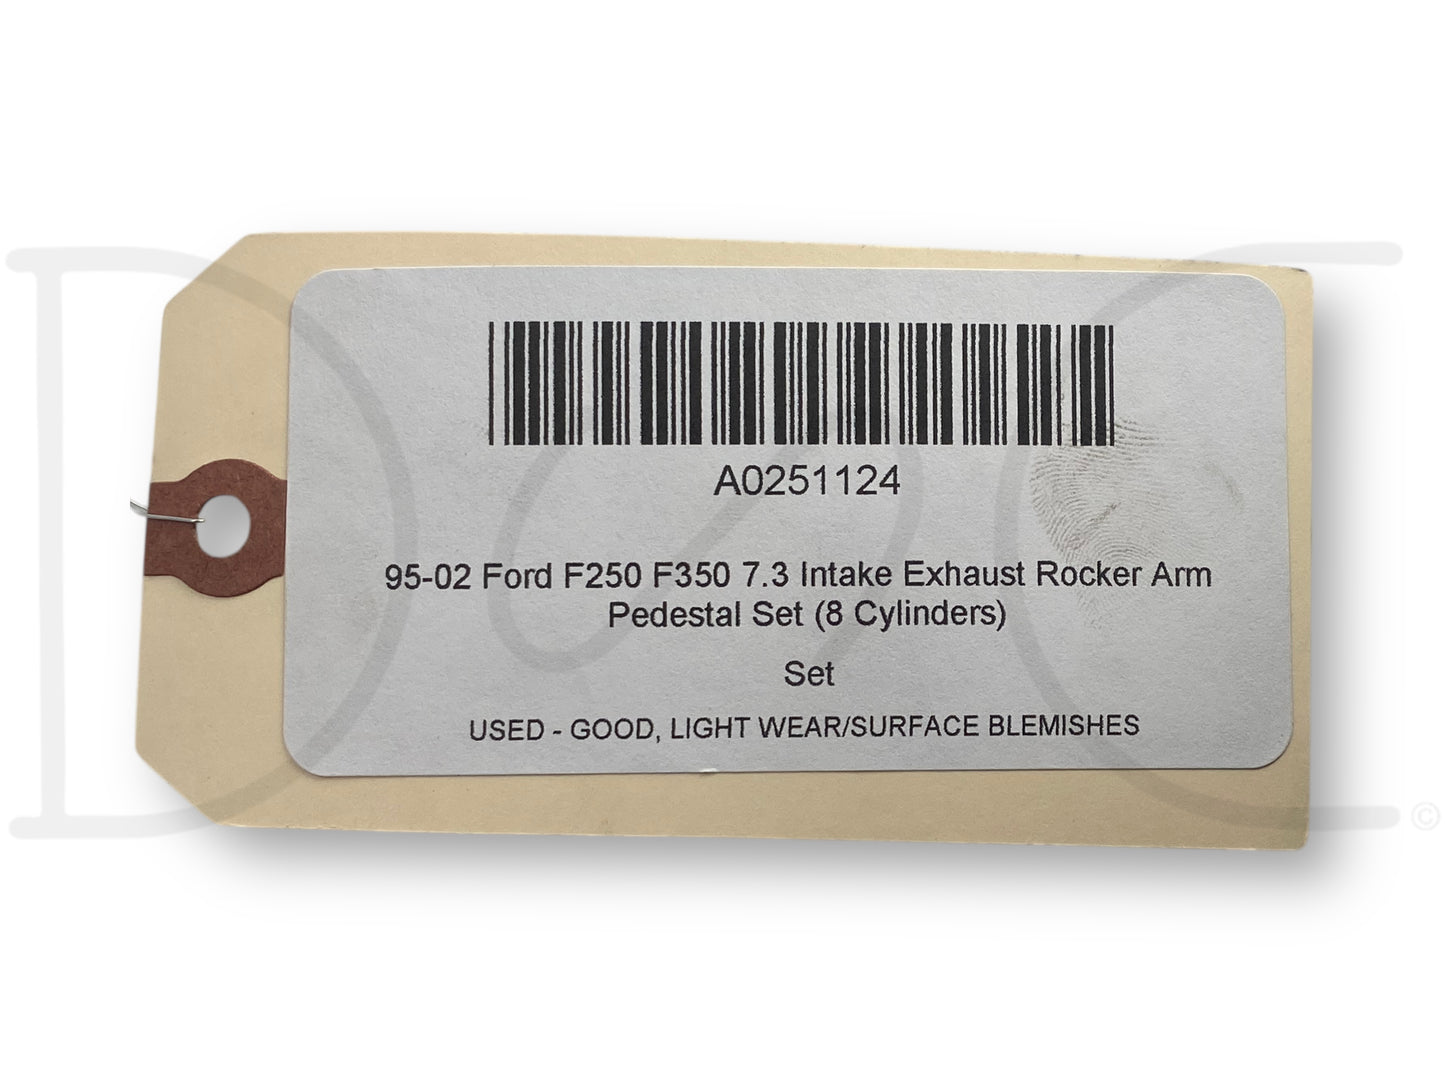 A0251124
95-02 Ford F250 F350 7.3 Intake Exhaust Rocker Arm
Pedestal Set (8 Cylinders)
Set
USED - GOOD, LIGHT WEAR/SURFACE BLEMISHES
D C ©